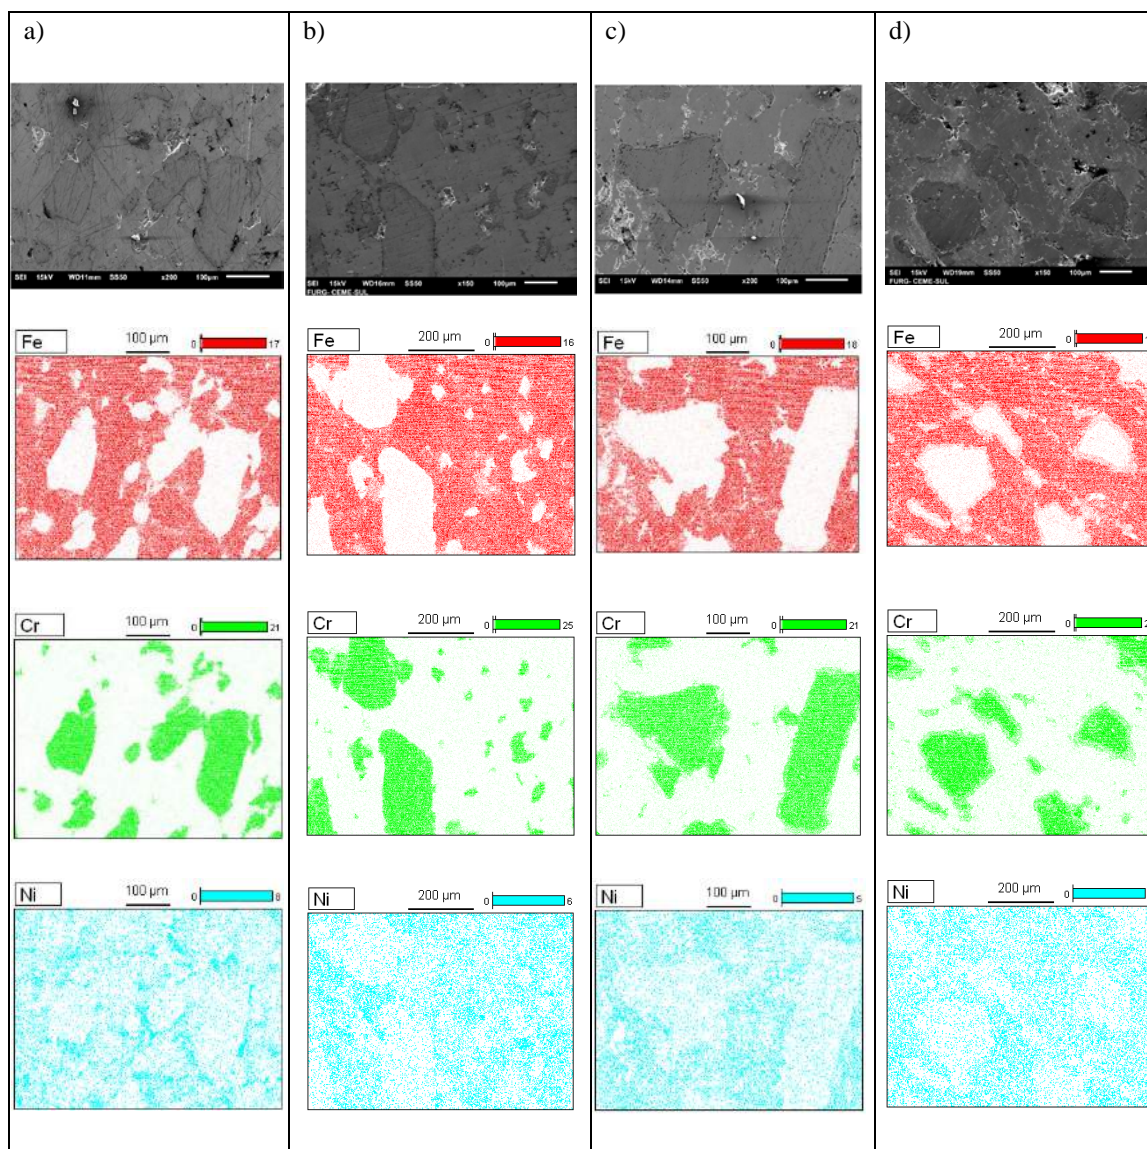 a) b) c) d)
SEI 15kV WD11mm SS50 x200 100µm
SEI 15kV WD16mm SS50 x150 100µm
FURG- CEME-SUL
SEI 15kV WD14mm SS50 x200 100µm
FURG- CEME-SUL
SEI 15kV WD19mm SS50 x150 100µm
FURG- CEME-SUL
Fe 100 µm 0 17
Fe 200 µm 0 16
Fe 100 µm 0 18
Fe 200 µm 0
Cr 100 µm 0 21
Cr 200 µm 0 25
Cr 100 µm 0 21
Cr 200 µm 0
Ni 100 µm 0 8
Ni 200 µm 0 6
Ni 100 µm 0 5
Ni 200 µm 0